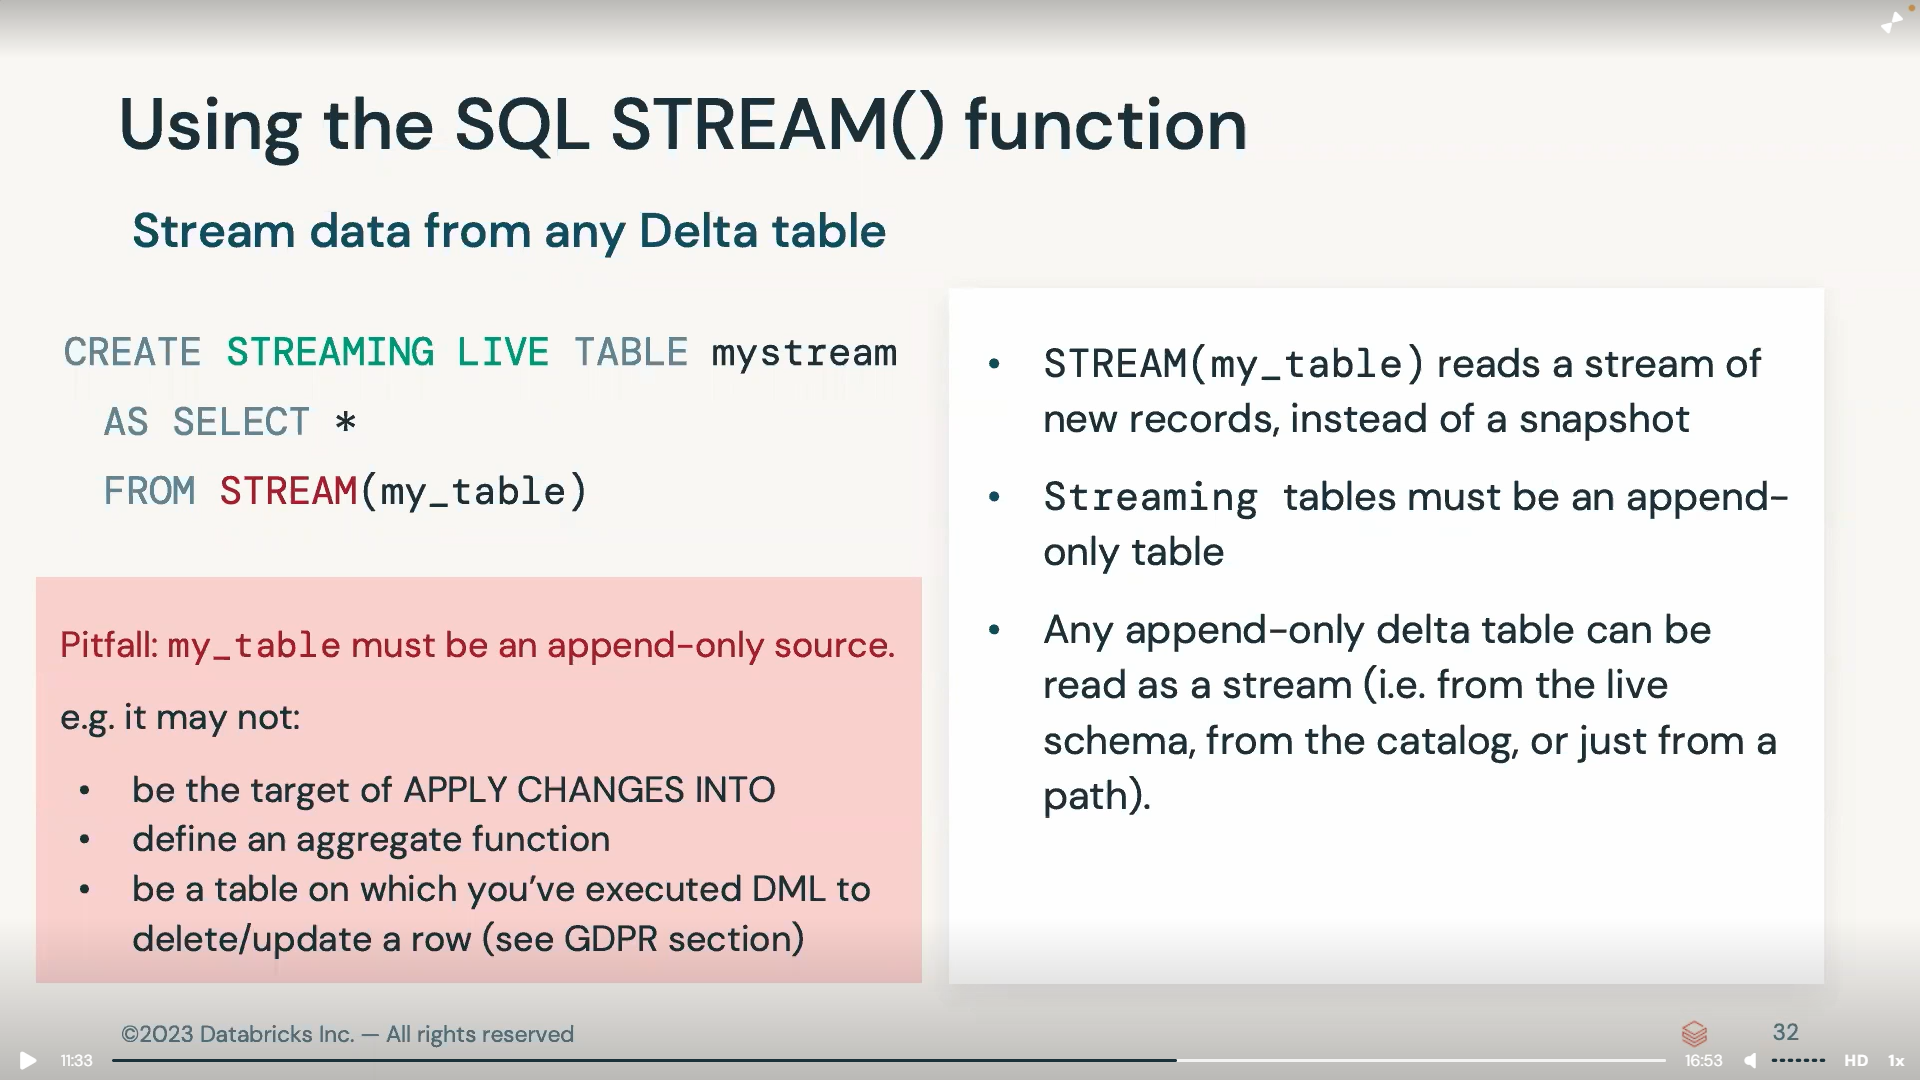 Using the SQL STREAM() function
Stream data from any Delta table
CREATE STREAMING LIVE TABLE mystream
AS SELECT *
FROM STREAM(my_table)
Pitfall: my_table must be an append-only source.
e.g. it may not:
• be the target of APPLY CHANGES INTO
• define an aggregate function
• be a table on which you’ve executed DML to
delete/update a row (see GDPR section)
• STREAM(my_table) reads a stream of
new records, instead of a snapshot
• Streaming tables must be an append-
only table
• Any append-only delta table can be
read as a stream (i.e. from the live
schema, from the catalog, or just from a
path).
©2023 Databricks Inc. — All rights reserved
32
11:33
16:53
HD
1x